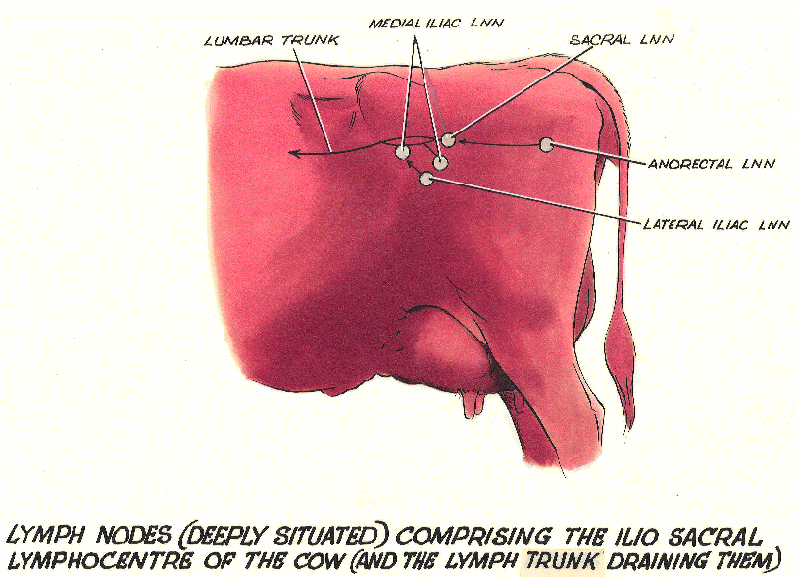 MEDIAL ILIAC LNN
LUMBAR TRUNK
SACRAL LNN
ANORECTAL LNN
LATERAL ILIAC LNN
LYMPH NODES (DEEPLY SITUATED) COMPRISING THE ILIO SACRAL
LYMPHOCENTRE OF THE COW (AND THE LYMPH TRUNK DRAINING THEM)